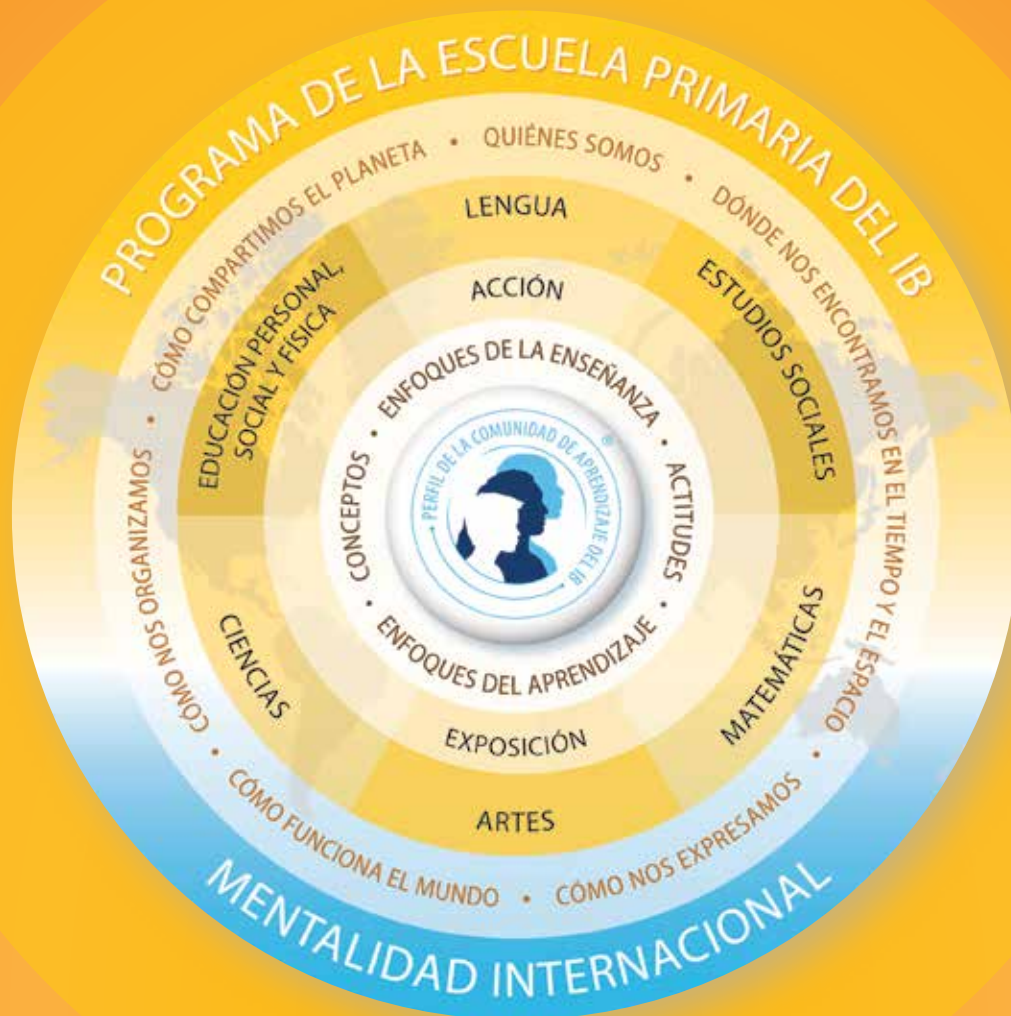 PROGRAMA DE LA ESCUELA PRIMARIA DEL IB
CÓMO COMPARTIMOS EL PLANETA • QUIÉNES SOMOS • DÓNDE NOS ENCONTRAMOS EN EL TIEMPO Y EL ESPACIO •
CÓMO NOS EXPRESAMOS •
CÓMO FUNCIONA EL MUNDO •
CÓMO NOS ORGANIZAMOS •
LENGUA
ESTUDIOS SOCIALES
MATEMÁTICAS
ARTES
CIENCIAS
EDUCACIÓN PERSONAL,
SOCIAL Y FÍSICA
ACCIÓN
EXPOSICIÓN
ENFOQUES DE LA ENSEÑANZA •
ACTITUDES •
ENFOQUES DEL APRENDIZAJE •
CONCEPTOS •
• PERFIL DE LA COMUNIDAD DE APRENDIZAJE DEL IB •
®
MENTALIDAD INTERNACIONAL